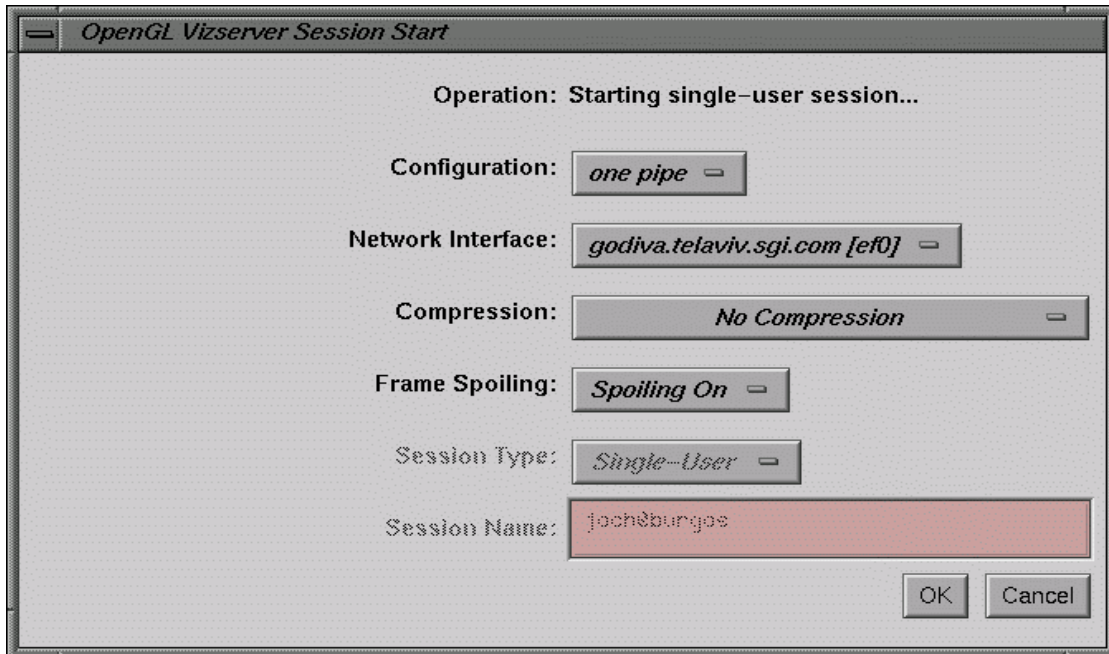 OpenGL Vizserver Session Start
Operation: Starting single-user session...
Configuration: one pipe
Network Interface: godiva.telaviv.sgi.com [ef0]
Compression: No Compression
Frame Spoiling: Spoiling On
Session Type: Single-User
Session Name: joch@burgos
OK Cancel